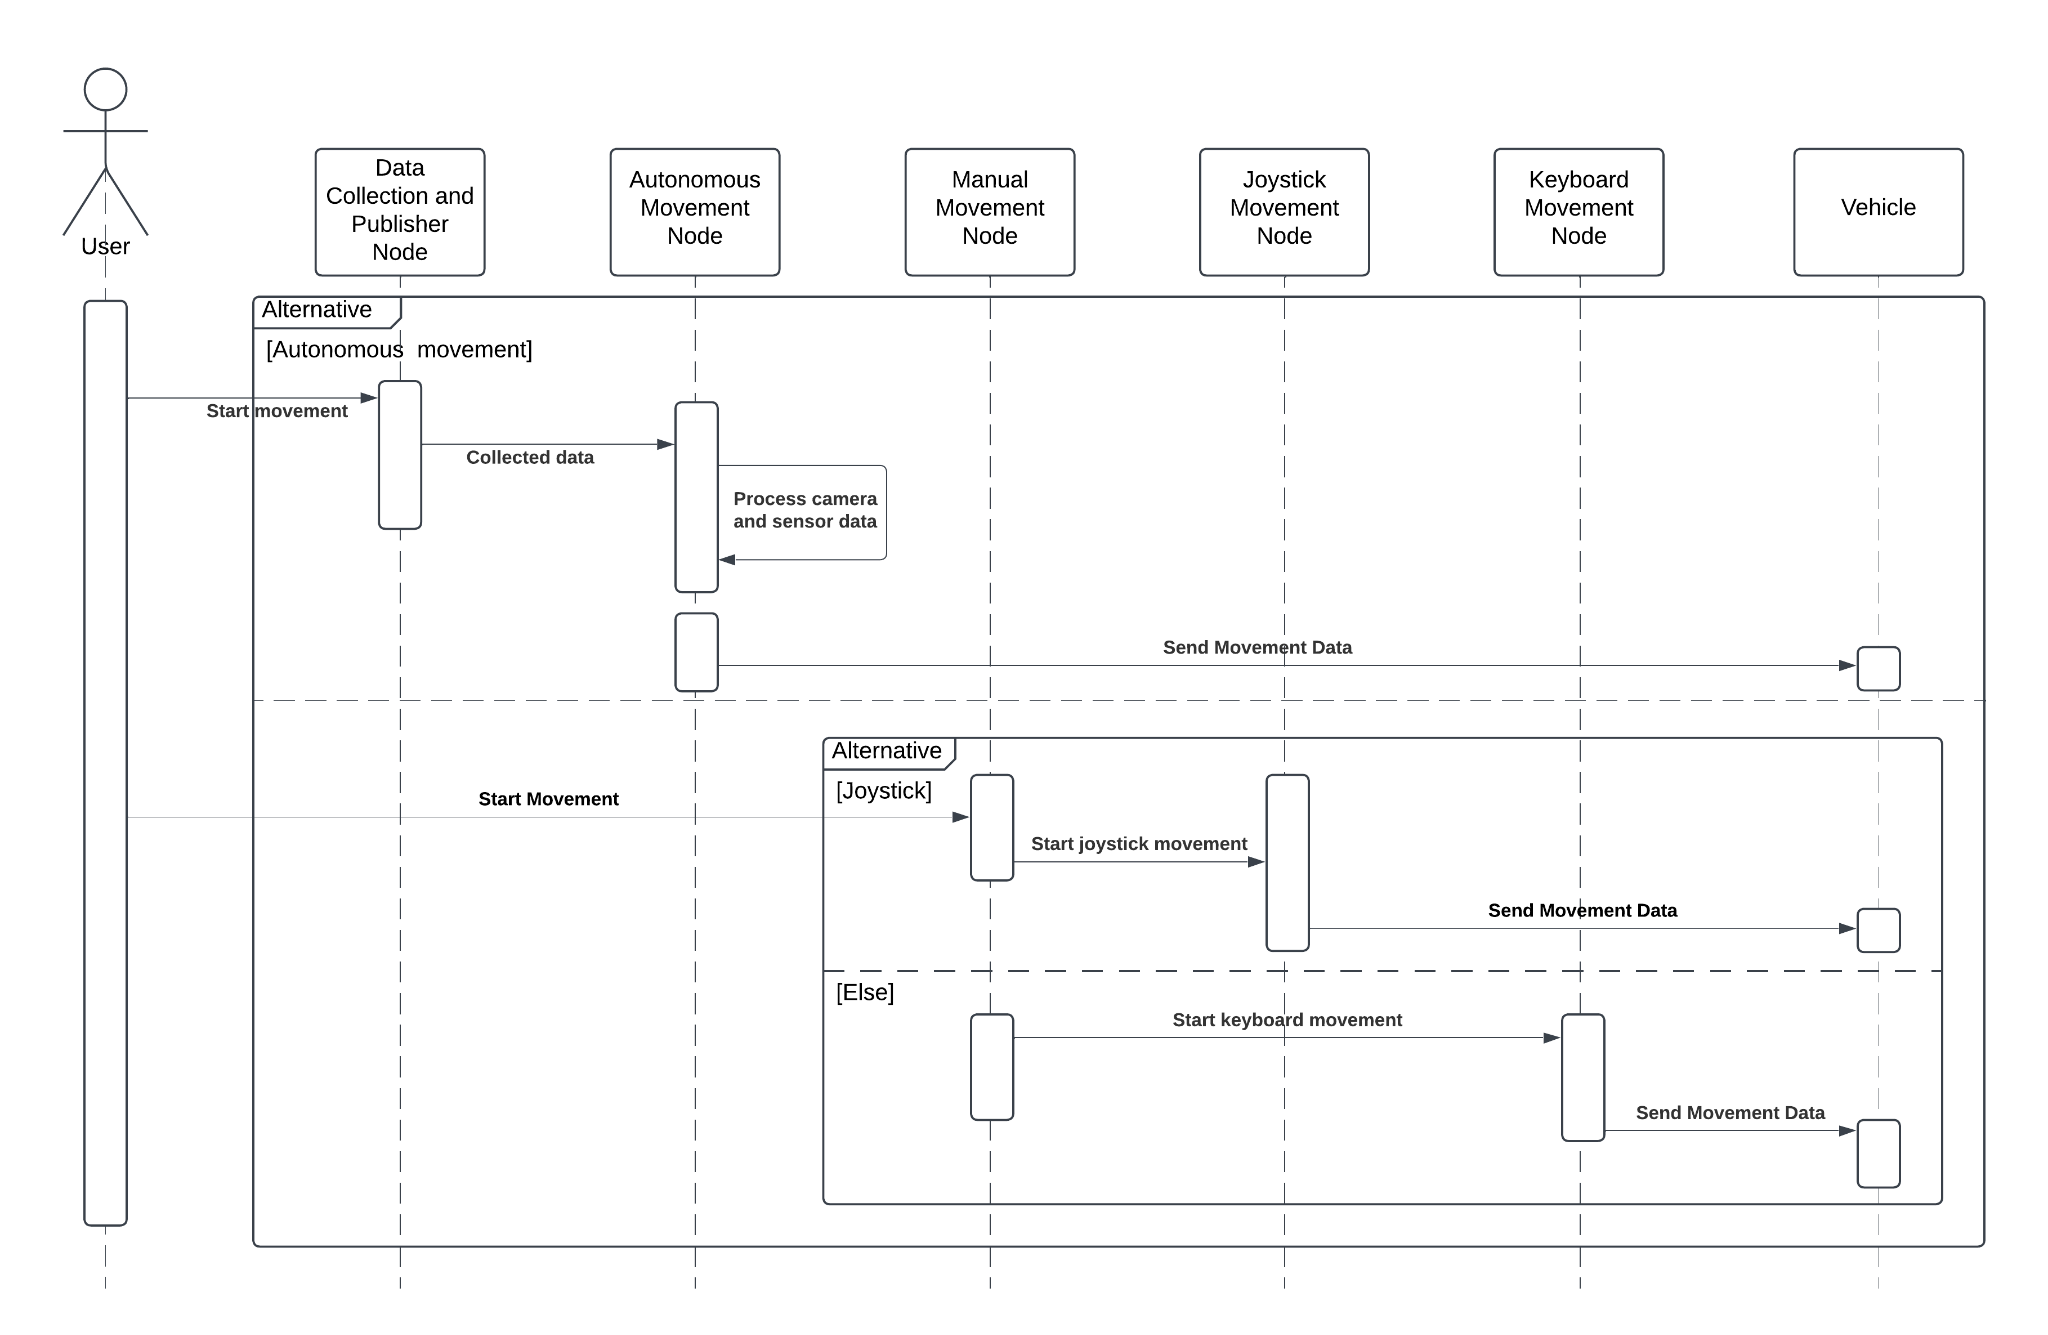 User
Data
Collection and
Publisher
Node
Autonomous
Movement
Node
Manual
Movement
Node
Joystick
Movement
Node
Keyboard
Movement
Node
Vehicle
Alternative
[Autonomous  movement]
Start movement
Collected data
Process camera
and sensor data
Send Movement Data
Alternative
[Joystick]
Start Movement
Start joystick movement
Send Movement Data
[Else]
Start keyboard movement
Send Movement Data